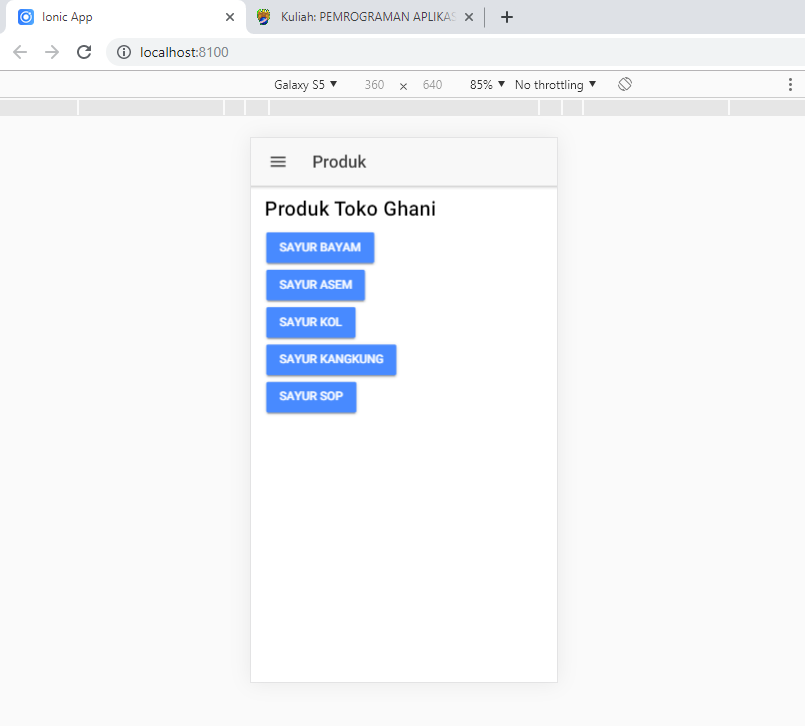 Ionic App
Kuliah: PEMROGRAMAN APLIKAS
localhost:8100
Galaxy S5 360 × 640 85% No throttling
Produk
Produk Toko Ghani
SAYUR BAYAM
SAYUR ASEM
SAYUR KOL
SAYUR KANGKUNG
SAYUR SOP